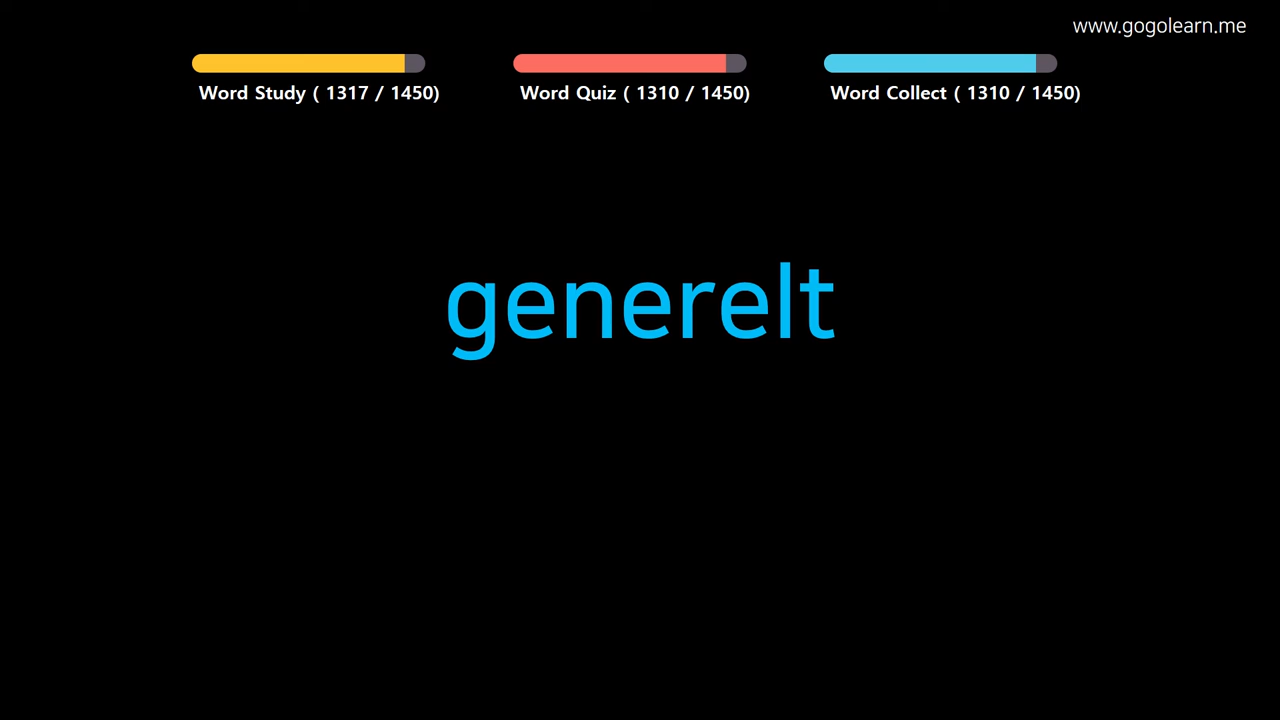 www.gogolearn.me
Word Study ( 1317 / 1450)
Word Quiz ( 1310 / 1450)
Word Collect ( 1310 / 1450)
generelt